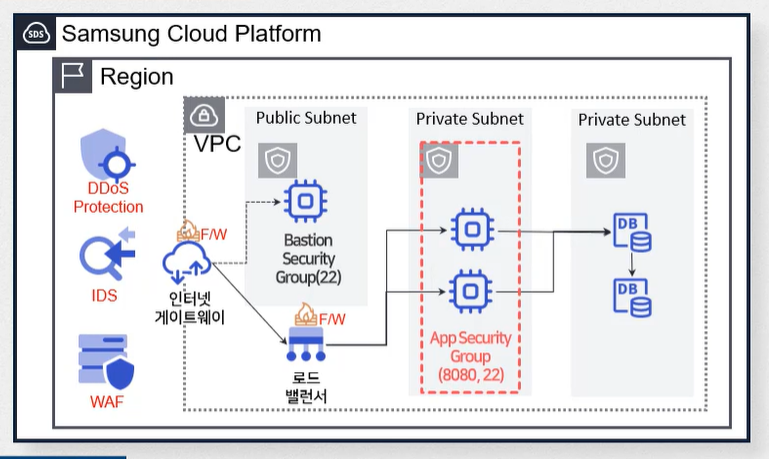 SDS
Samsung Cloud Platform
Region
VPC
Public Subnet
Private Subnet
Private Subnet
DDoS
Protection
IDS
WAF
F/W
인터넷
게이트웨이
Bastion
Security
Group(22)
F/W
로드
밸런서
App Security
Group
(8080, 22)
DB
DB